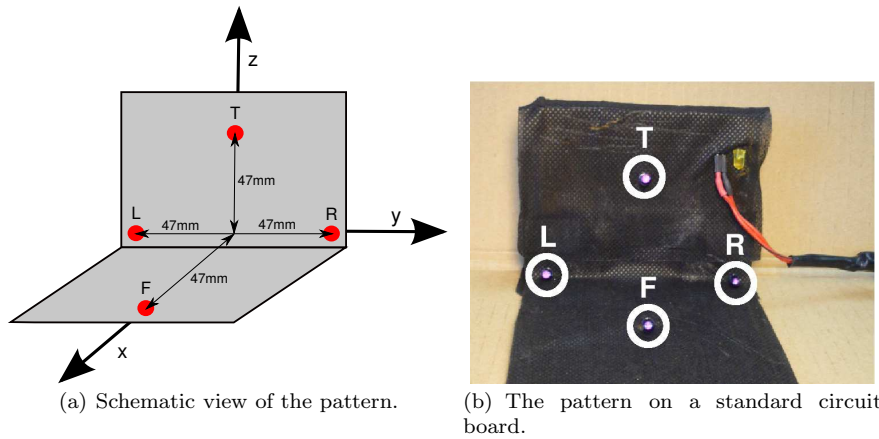 z
T
47mm
L
47mm
47mm
R
y
47mm
F
x
T
L
R
F
(a) Schematic view of the pattern.
(b) The pattern on a standard circuit
board.